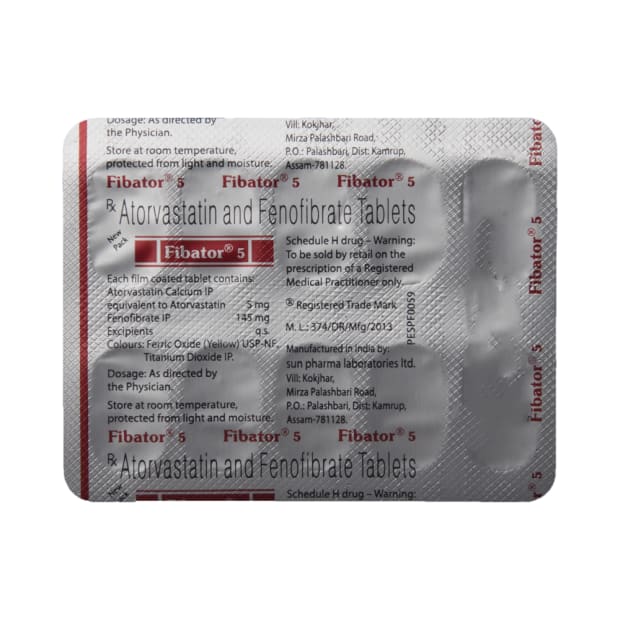 Dosage: As directed by
the Physician.
Store at room temperature,
protected from light and moisture.
Vill: Kokjhar,
Mirza Palashbari Road,
P.O.: Palashbari, Dist: Kamrup,
Assam-781128.
Fibator® 5 Fibator® 5 Fibator® 5
Rx Atorvastatin and Fenofibrate Tablets
New
Pack
Fibator® 5
Each film coated tablet contains:
Atorvastatin Calcium IP
equivalent to Atorvastatin 5 mg
Fenofibrate IP 145 mg
Excipients q.s.
Colours: Ferric Oxide (Yellow) USP-NF,
Titanium Dioxide IP.
Dosage: As directed by
the Physician.
Store at room temperature,
protected from light and moisture.
Schedule H drug – Warning:
To be sold by retail on the
prescription of a Registered
Medical Practitioner only.
® Registered Trade Mark
M. L.: 374/DR/Mfg/2013
Manufactured in India by:
sun pharma laboratories ltd.
Vill: Kokjhar,
Mirza Palashbari Road,
P.O.: Palashbari, Dist: Kamrup,
Assam-781128.
PESPF0059
Fibator® 5 Fibator® 5 Fibator® 5
Rx Atorvastatin and Fenofibrate Tablets
New
Pack
Schedule H drug – Warning:
Fibator®
Fibator® 5
Fibator® 5
® 5